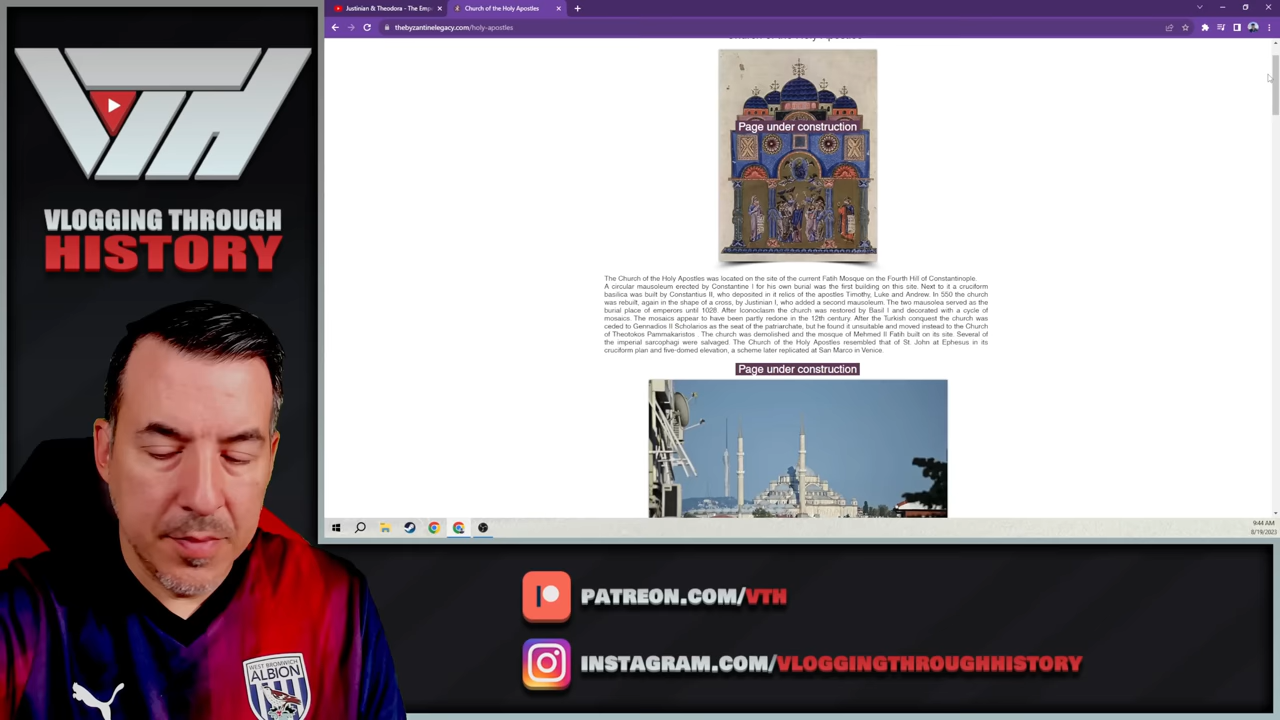 Justinian & Theodora - The Emp
Church of the Holy Apostles
thebyzantinelegacy.com/holy-apostles
VTH
VLOGGING THROUGH
HISTORY
Page under construction
The Church of the Holy Apostles was located on the site of the current Fatih Mosque on the Fourth Hill of Constantinople.
A circular mausoleum erected by Constantine I for his own burial was the first building on this site. Next to it a cruciform
basilica was built by Constantius II, who deposited in it relics of the apostles Timothy, Luke and Andrew. In 550 the church
was rebuilt, again in the shape of a cross, by Justinian I, who added a second mausoleum. The two mausolea served as the
burial place of emperors until 1028. After Iconoclasm the church was restored by Basil I and decorated with a cycle of
mosaics. The mosaics appear to have been partly redone in the 12th century. After the Turkish conquest the church was
ceded to Gennadios II Scholarios as the seat of the patriarchate, but he found it unsuitable and moved instead to the Church
of Theotokos Pammakaristos . The church was demolished and the mosque of Mehmed II Fatih built on its site. Several of
the imperial sarcophagi were salvaged. The Church of the Holy Apostles resembled that of St. John at Ephesus in its
cruciform plan and five-domed elevation, a scheme later replicated at San Marco in Venice.
Page under construction
9:44 AM
8/19/2023
WEST BROMWICH
ALBION
PATREON.COM/VTH
INSTAGRAM.COM/VLOGGINGTHROUGHHISTORY